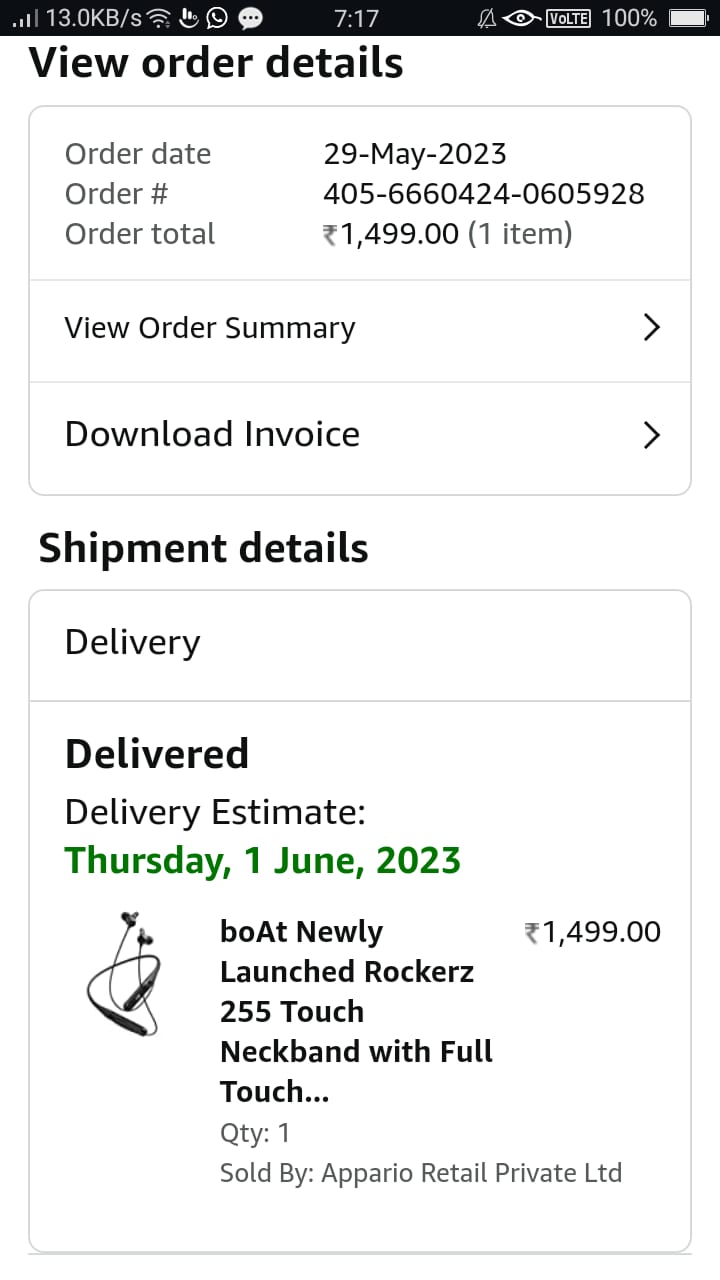 13.0KB/s 7:17 VoLTE 100%
View order details
Order date 29-May-2023
Order # 405-6660424-0605928
Order total ₹1,499.00 (1 item)
View Order Summary
Download Invoice
Shipment details
Delivery
Delivered
Delivery Estimate:
Thursday, 1 June, 2023
boAt Newly ₹1,499.00
Launched Rockerz
255 Touch
Neckband with Full
Touch...
Qty: 1
Sold By: Appario Retail Private Ltd